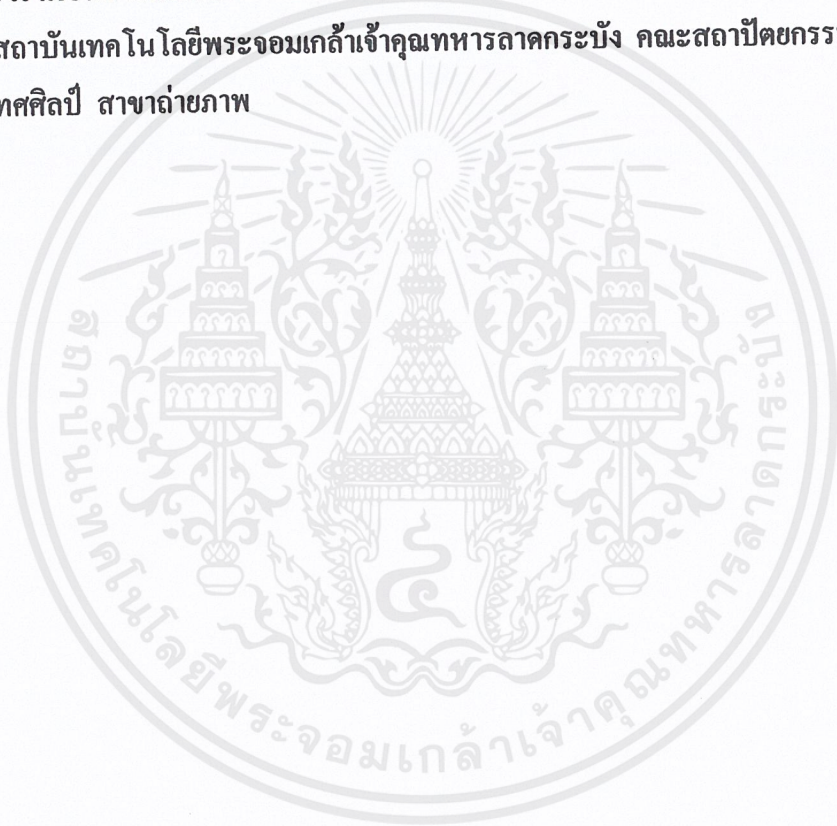 สถาบันเทคโนโลยีพระจอมเกล้าเจ้าคุณทหารลาดกระบัง คณะสถาปัตยกรร
ทศศิลป์ สาขาถ่ายภาพ
สถาบันเทคโนโลยีพระจอมเกล้าเจ้าคุณทหารลาดกระบัง
๔